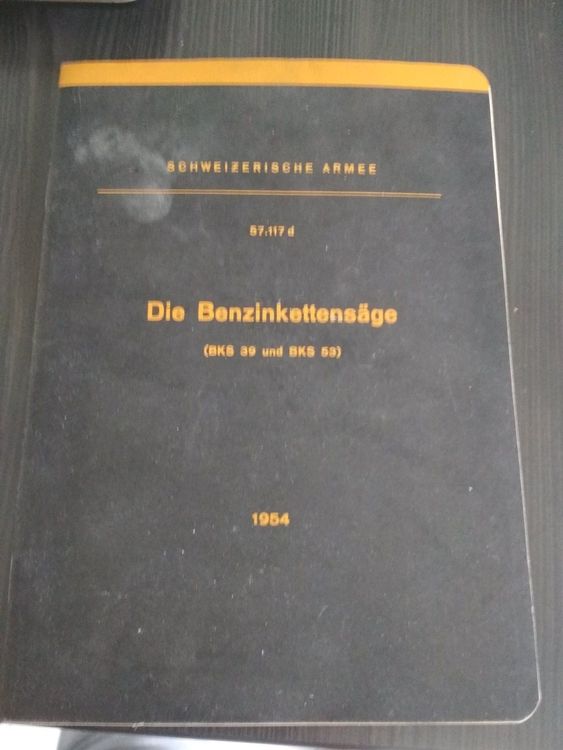 SCHWEIZERISCHE ARMEE
57.117 d
Die Benzinkettensäge
(BKS 39 und BKS 53)
1954